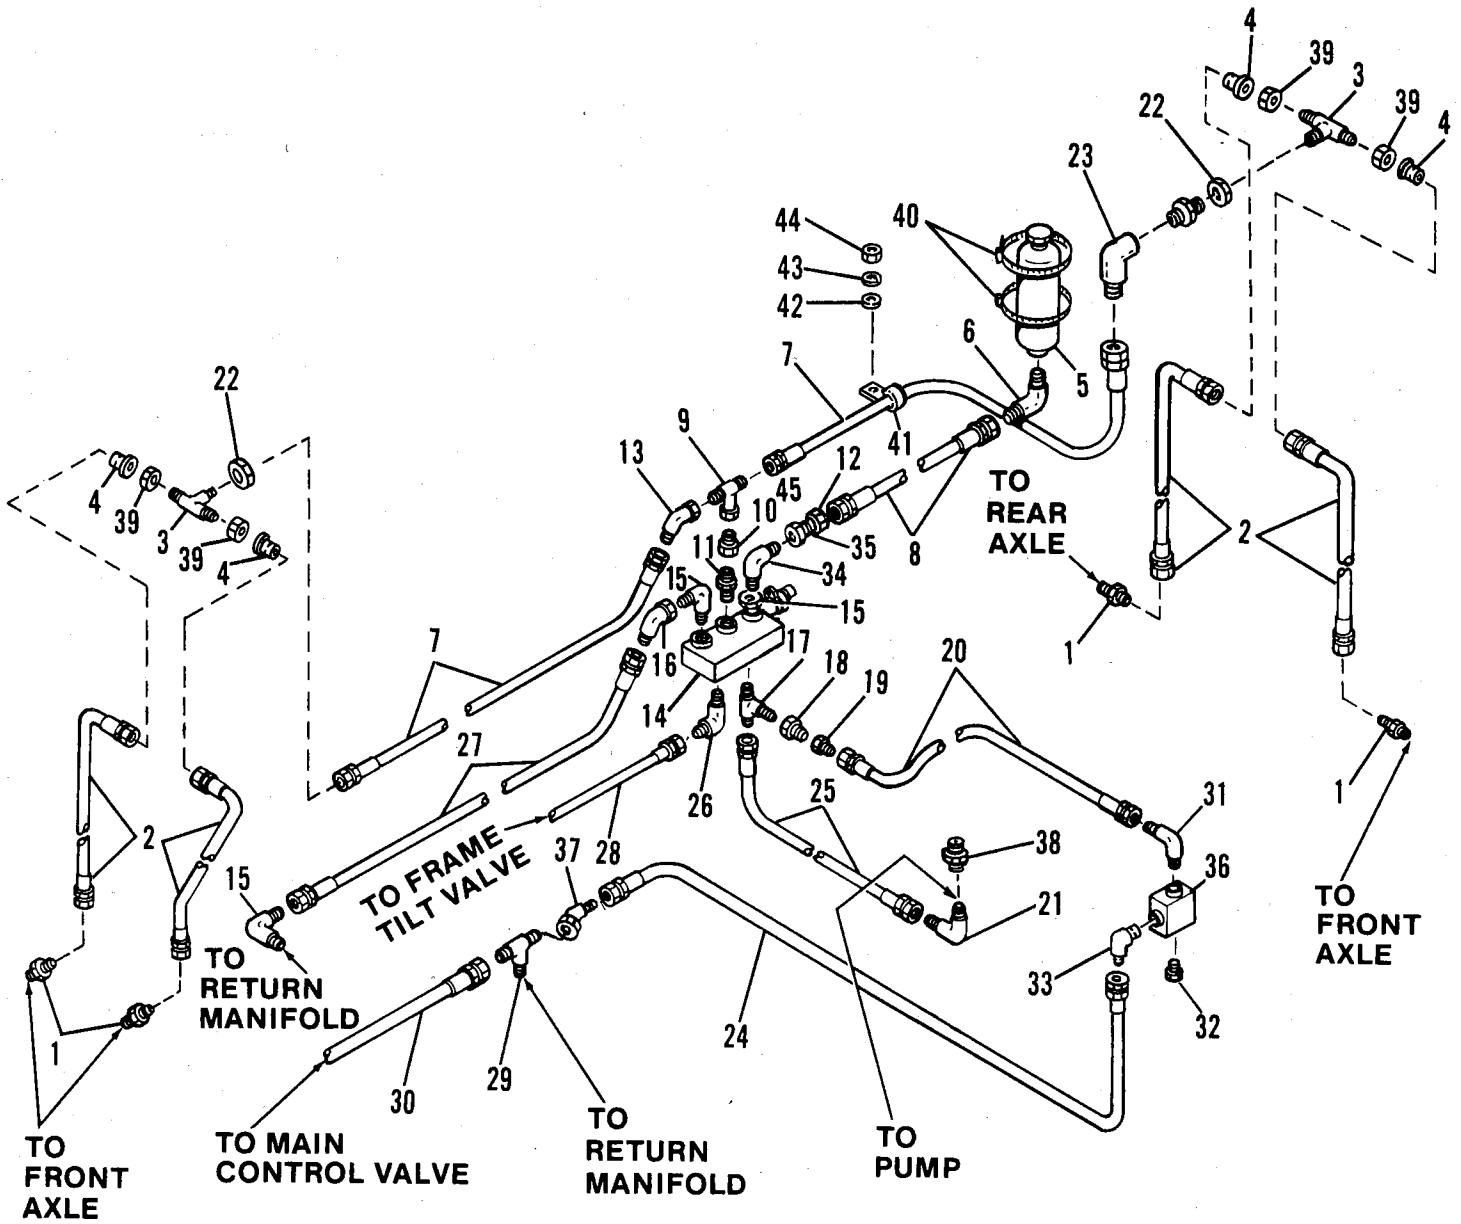 4
39
3
39
4
22
23
44
43
42
40
6
7
5
22
9
41
13
12
45
10
4
39
3
39
4
11
35
8
34
15
15
TO
REAR
AXLE
2
1
7
16
17
18
19
20
14
27
26
25
1
31
2
28
TO FRAME
TILT VALVE
37
38
36
15
21
TO
FRONT
AXLE
TO
RETURN
MANIFOLD
33
24
32
1
29
30
TO
FRONT
AXLE
TO MAIN
CONTROL VALVE
TO
RETURN
MANIFOLD
TO
PUMP